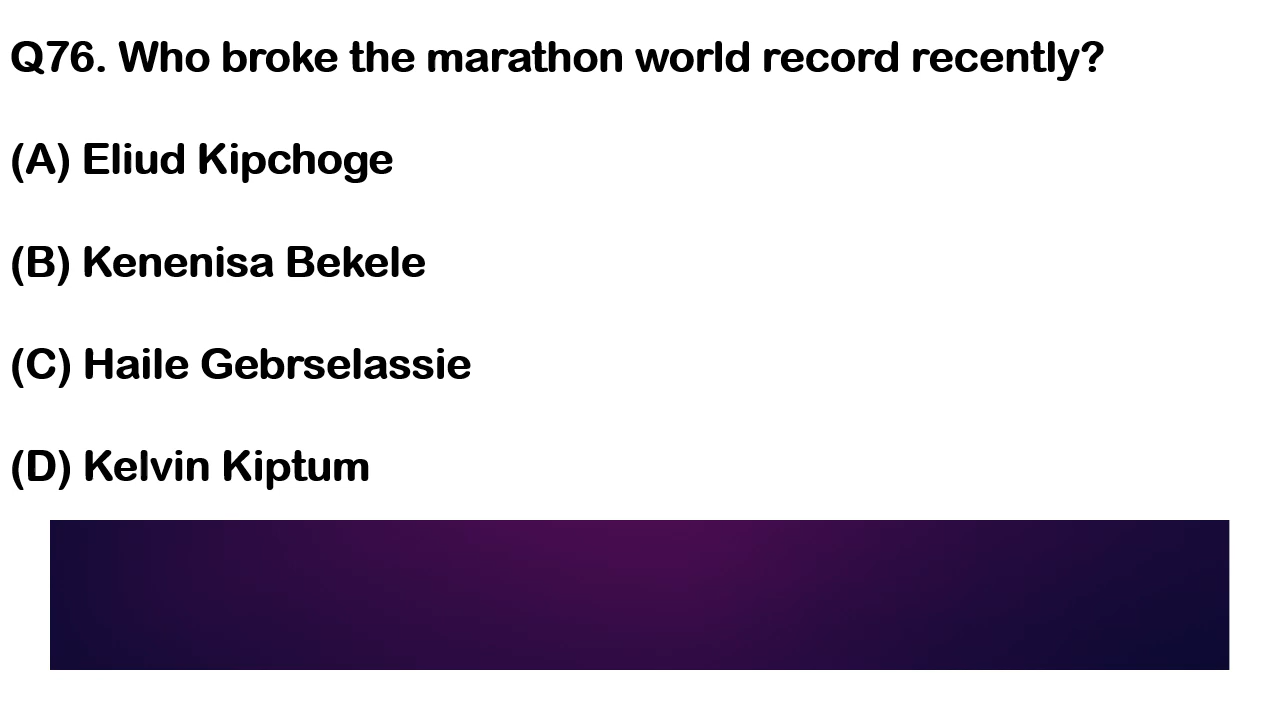 Q76. Who broke the marathon world record recently?
(A) Eliud Kipchoge
(B) Kenenisa Bekele
(C) Haile Gebrselassie
(D) Kelvin Kiptum